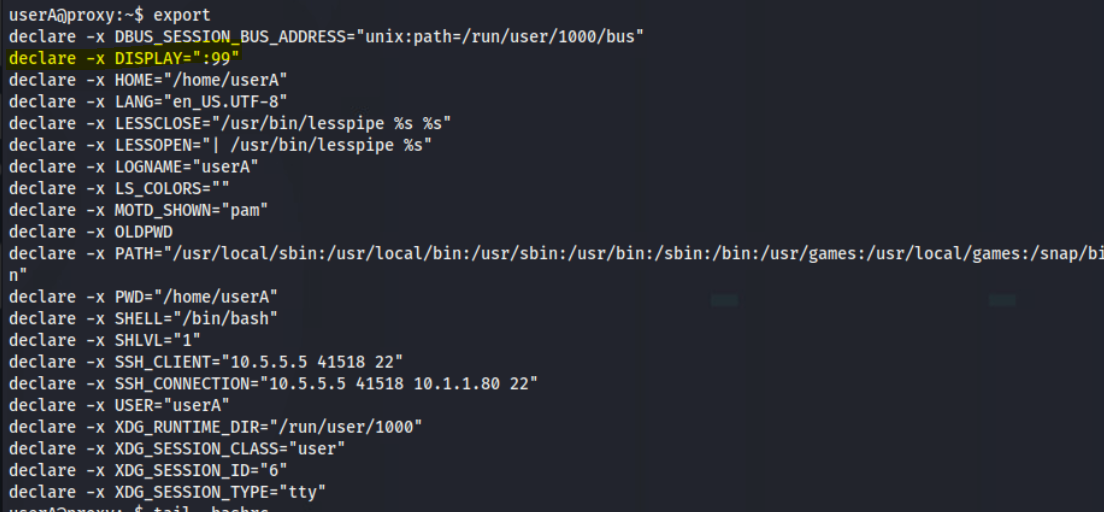 userA@proxy:~$ export
declare -x DBUS_SESSION_BUS_ADDRESS="unix:path=/run/user/1000/bus"
declare -x DISPLAY=":99"
declare -x HOME="/home/userA"
declare -x LANG="en_US.UTF-8"
declare -x LESSCLOSE="/usr/bin/lesspipe %s %s"
declare -x LESSOPEN="| /usr/bin/lesspipe %s"
declare -x LOGNAME="userA"
declare -x LS_COLORS=""
declare -x MOTD_SHOWN="pam"
declare -x OLDPWD
declare -x PATH="/usr/local/sbin:/usr/local/bin:/usr/sbin:/usr/bin:/sbin:/bin:/usr/games:/usr/local/games:/snap/bi
n"
declare -x PWD="/home/userA"
declare -x SHELL="/bin/bash"
declare -x SHLVL="1"
declare -x SSH_CLIENT="10.5.5.5 41518 22"
declare -x SSH_CONNECTION="10.5.5.5 41518 10.1.1.80 22"
declare -x USER="userA"
declare -x XDG_RUNTIME_DIR="/run/user/1000"
declare -x XDG_SESSION_CLASS="user"
declare -x XDG_SESSION_ID="6"
declare -x XDG_SESSION_TYPE="tty"
userA@proxy:~$ tail .bashrc